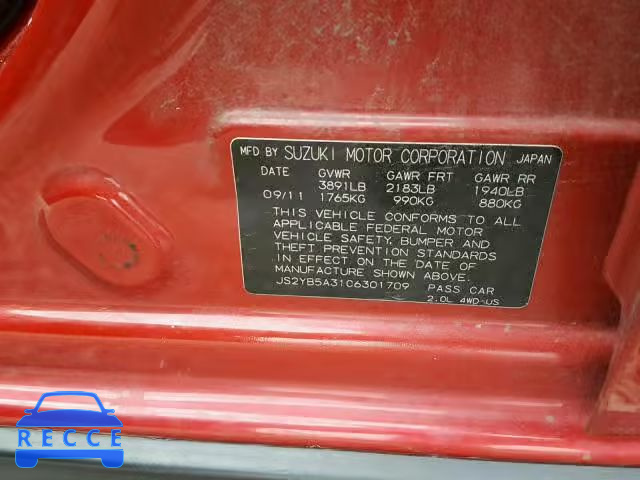 MFD BY SUZUKI MOTOR CORPORATION JAPAN
DATE GVWR GAWR FRT GAWR RR
3891LB 2183LB 1940LB
09/11 1765KG 990KG 880KG
THIS VEHICLE CONFORMS TO ALL
APPLICABLE FEDERAL MOTOR
VEHICLE SAFETY, BUMPER AND
THEFT PREVENTION STANDARDS
IN EFFECT ON THE DATE OF
MANUFACTURE SHOWN ABOVE.
JS2YB5A31C6301709 PASS CAR
2.0L 4WD-US
RECCE